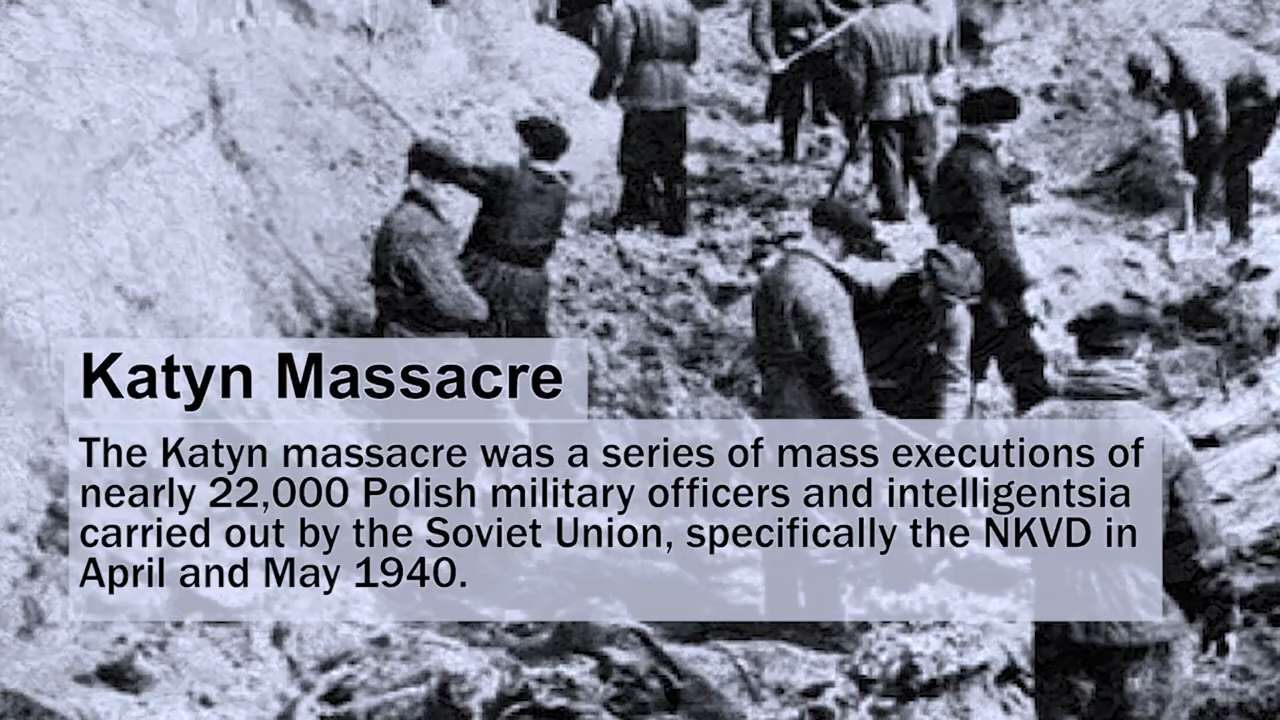 Katyn Massacre
The Katyn massacre was a series of mass executions of
nearly 22,000 Polish military officers and intelligentsia
carried out by the Soviet Union, specifically the NKVD in
April and May 1940.